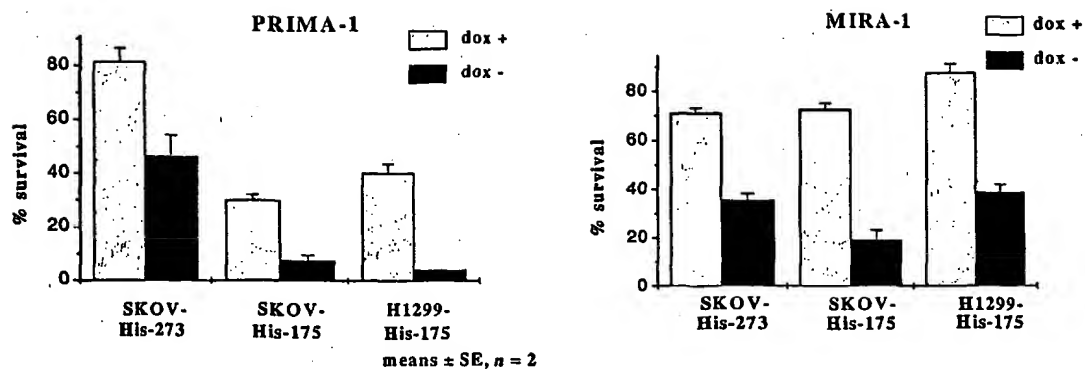 PRIMA-1
dox +
dox -
% survival
80
60
40
20
0
SKOV-
His-273
SKOV-
His-175
H1299-
His-175
means ± SE, n = 2
MIRA-1
dox +
dox -
% survival
80
60
40
20
0
SKOV-
His-273
SKOV-
His-175
H1299-
His-175